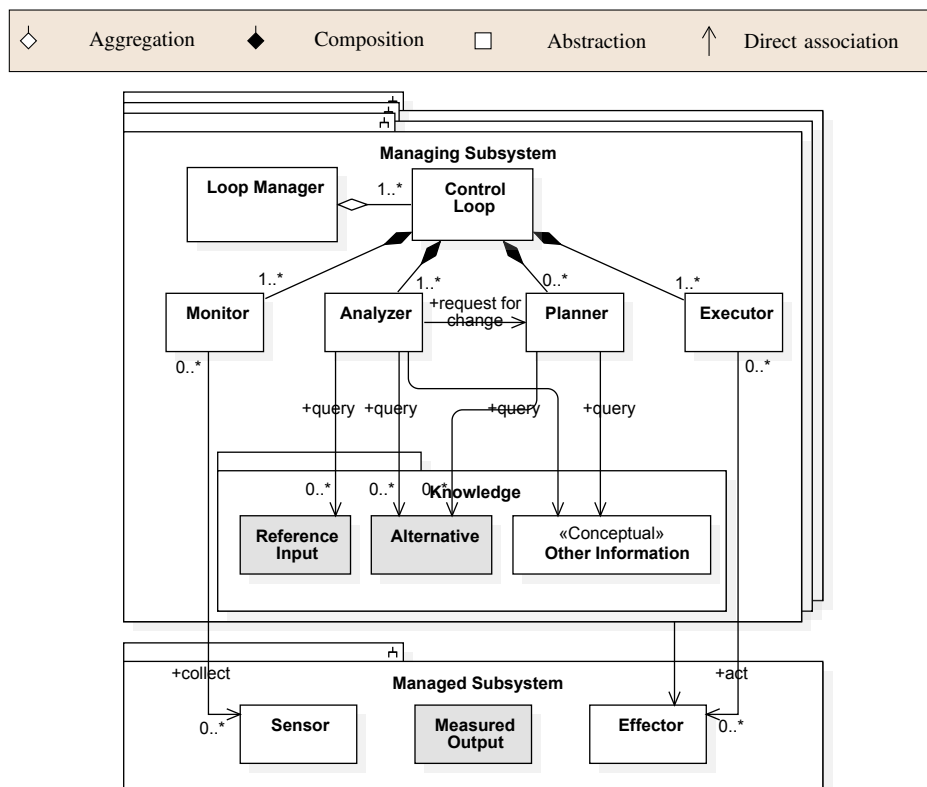 Aggregation Composition Abstraction Direct association
Managing Subsystem
Loop Manager
1..*
Control
Loop
1..*
1..*
0..*
1..*
Monitor
Analyzer
+request for
change
Planner
Executor
0..*
0..*
+query
+query
+query
+query
0..*
0..*
0..*
Knowledge
Reference
Input
Alternative
«Conceptual»
Other Information
+collect
+act
Managed Subsystem
0..*
Sensor
Measured
Output
Effector
0..*